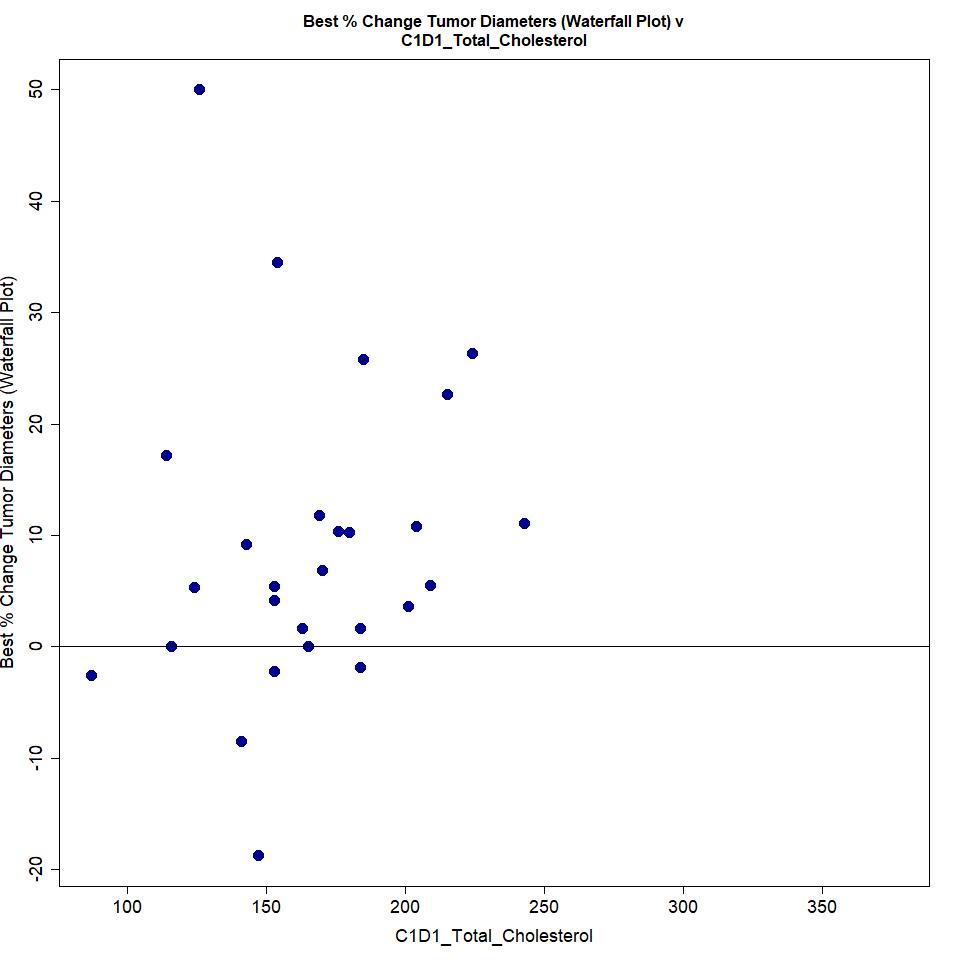 Best % Change Tumor Diameters (Waterfall Plot) v
C1D1_Total_Cholesterol
Best % Change Tumor Diameters (Waterfall Plot)
50
40
30
20
10
0
-10
-20
100 150 200 250 300 350
C1D1_Total_Cholesterol